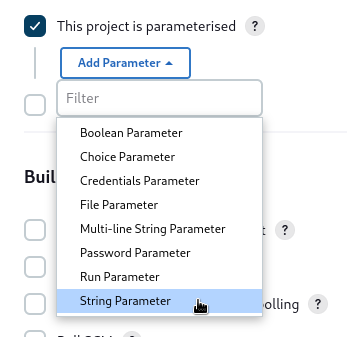 This project is parameterised ?
Add Parameter
Filter
Boolean Parameter
Choice Parameter
Credentials Parameter
File Parameter
Multi-line String Parameter
Password Parameter
Run Parameter
String Parameter
Buil
t ?
olling ?